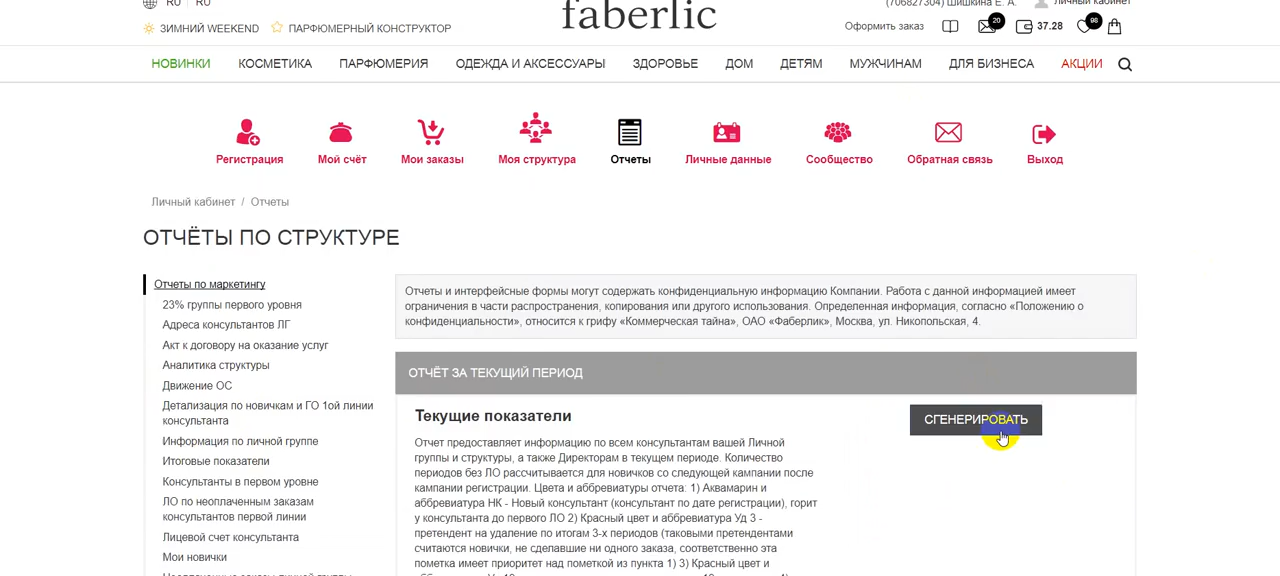 RU RU
(706827304) Шишкина Е. А. Личный кабинет
faberlic
ЗИМНИЙ WEEKEND ПАРФЮМЕРНЫЙ КОНСТРУКТОР
Оформить заказ 20 37.28 98
НОВИНКИ КОСМЕТИКА ПАРФЮМЕРИЯ ОДЕЖДА И АКСЕССУАРЫ ЗДОРОВЬЕ ДОМ ДЕТЯМ МУЖЧИНАМ ДЛЯ БИЗНЕСА АКЦИИ
Регистрация Мой счёт Мои заказы Моя структура Отчеты Личные данные Сообщество Обратная связь Выход
Личный кабинет / Отчеты
ОТЧЁТЫ ПО СТРУКТУРЕ
Отчеты по маркетингу
23% группы первого уровня
Адреса консультантов ЛГ
Акт к договору на оказание услуг
Аналитика структуры
Движение ОС
Детализация по новичкам и ГО 1ой линии
консультанта
Информация по личной группе
Итоговые показатели
Консультанты в первом уровне
ЛО по неоплаченным заказам
консультантов первой линии
Лицевой счет консультанта
Мои новички
Отчеты и интерфейсные формы могут содержать конфиденциальную информацию Компании. Работа с данной информацией имеет
ограничения в части распространения, копирования или другого использования. Определенная информация, согласно «Положению о
конфиденциальности», относится к грифу «Коммерческая тайна», ОАО «Фаберлик», Москва, ул. Никопольская, 4.
ОТЧЁТ ЗА ТЕКУЩИЙ ПЕРИОД
Текущие показатели
СГЕНЕРИРОВАТЬ
Отчет предоставляет информацию по всем консультантам вашей Личной
группы и структуры, а также Директорам в текущем периоде. Количество
периодов без ЛО рассчитывается для новичков со следующей кампании после
кампании регистрации. Цвета и аббревиатуры отчета: 1) Аквамарин и
аббревиатура НК - Новый консультант (консультант по дате регистрации), горит
у консультанта до первого ЛО 2) Красный цвет и аббревиатура Уд 3 -
претендент на удаление по итогам 3-х периодов (таковыми претендентами
считаются новички, не сделавшие ни одного заказа, соответственно эта
пометка имеет приоритет над пометкой из пункта 1) 3) Красный цвет и